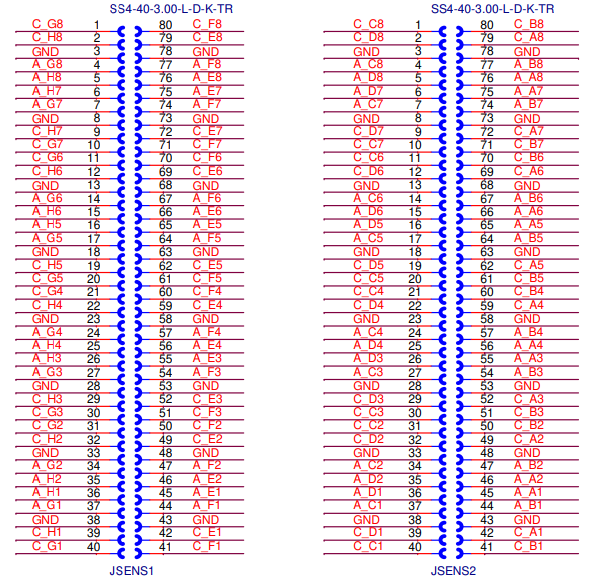 SS4-40-3.00-L-D-K-TR SS4-40-3.00-L-D-K-TR
C_G8 1 80 C_F8 C_C8 1 80 C_B8
C_H8 2 79 C_E8 C_D8 2 79 C_A8
GND 3 78 GND GND 3 78 GND
A_G8 4 77 A_F8 A_C8 4 77 A_B8
A_H8 5 76 A_E8 A_D8 5 76 A_A8
A_H7 6 75 A_E7 A_D7 6 75 A_A7
A_G7 7 74 A_F7 A_C7 7 74 A_B7
GND 8 73 GND GND 8 73 GND
C_H7 9 72 C_E7 C_D7 9 72 C_A7
C_G7 10 71 C_F7 C_C7 10 71 C_B7
C_G6 11 70 C_F6 C_C6 11 70 C_B6
C_H6 12 69 C_E6 C_D6 12 69 C_A6
GND 13 68 GND GND 13 68 GND
A_G6 14 67 A_F6 A_C6 14 67 A_B6
A_H6 15 66 A_E6 A_D6 15 66 A_A6
A_H5 16 65 A_E5 A_D5 16 65 A_A5
A_G5 17 64 A_F5 A_C5 17 64 A_B5
GND 18 63 GND GND 18 63 GND
C_H5 19 62 C_E5 C_D5 19 62 C_A5
C_G5 20 61 C_F5 C_C5 20 61 C_B5
C_G4 21 60 C_F4 C_C4 21 60 C_B4
C_H4 22 59 C_E4 C_D4 22 59 C_A4
GND 23 58 GND GND 23 58 GND
A_G4 24 57 A_F4 A_C4 24 57 A_B4
A_H4 25 56 A_E4 A_D4 25 56 A_A4
A_H3 26 55 A_E3 A_D3 26 55 A_A3
A_G3 27 54 A_F3 A_C3 27 54 A_B3
GND 28 53 GND GND 28 53 GND
C_H3 29 52 C_E3 C_D3 29 52 C_A3
C_G3 30 51 C_F3 C_C3 30 51 C_B3
C_G2 31 50 C_F2 C_C2 31 50 C_B2
C_H2 32 49 C_E2 C_D2 32 49 C_A2
GND 33 48 GND GND 33 48 GND
A_G2 34 47 A_F2 A_C2 34 47 A_B2
A_H2 35 46 A_E2 A_D2 35 46 A_A2
A_H1 36 45 A_E1 A_D1 36 45 A_A1
A_G1 37 44 A_F1 A_C1 37 44 A_B1
GND 38 43 GND GND 38 43 GND
C_H1 39 42 C_E1 C_D1 39 42 C_A1
C_G1 40 41 C_F1 C_C1 40 41 C_B1
JSENS1 JSENS2